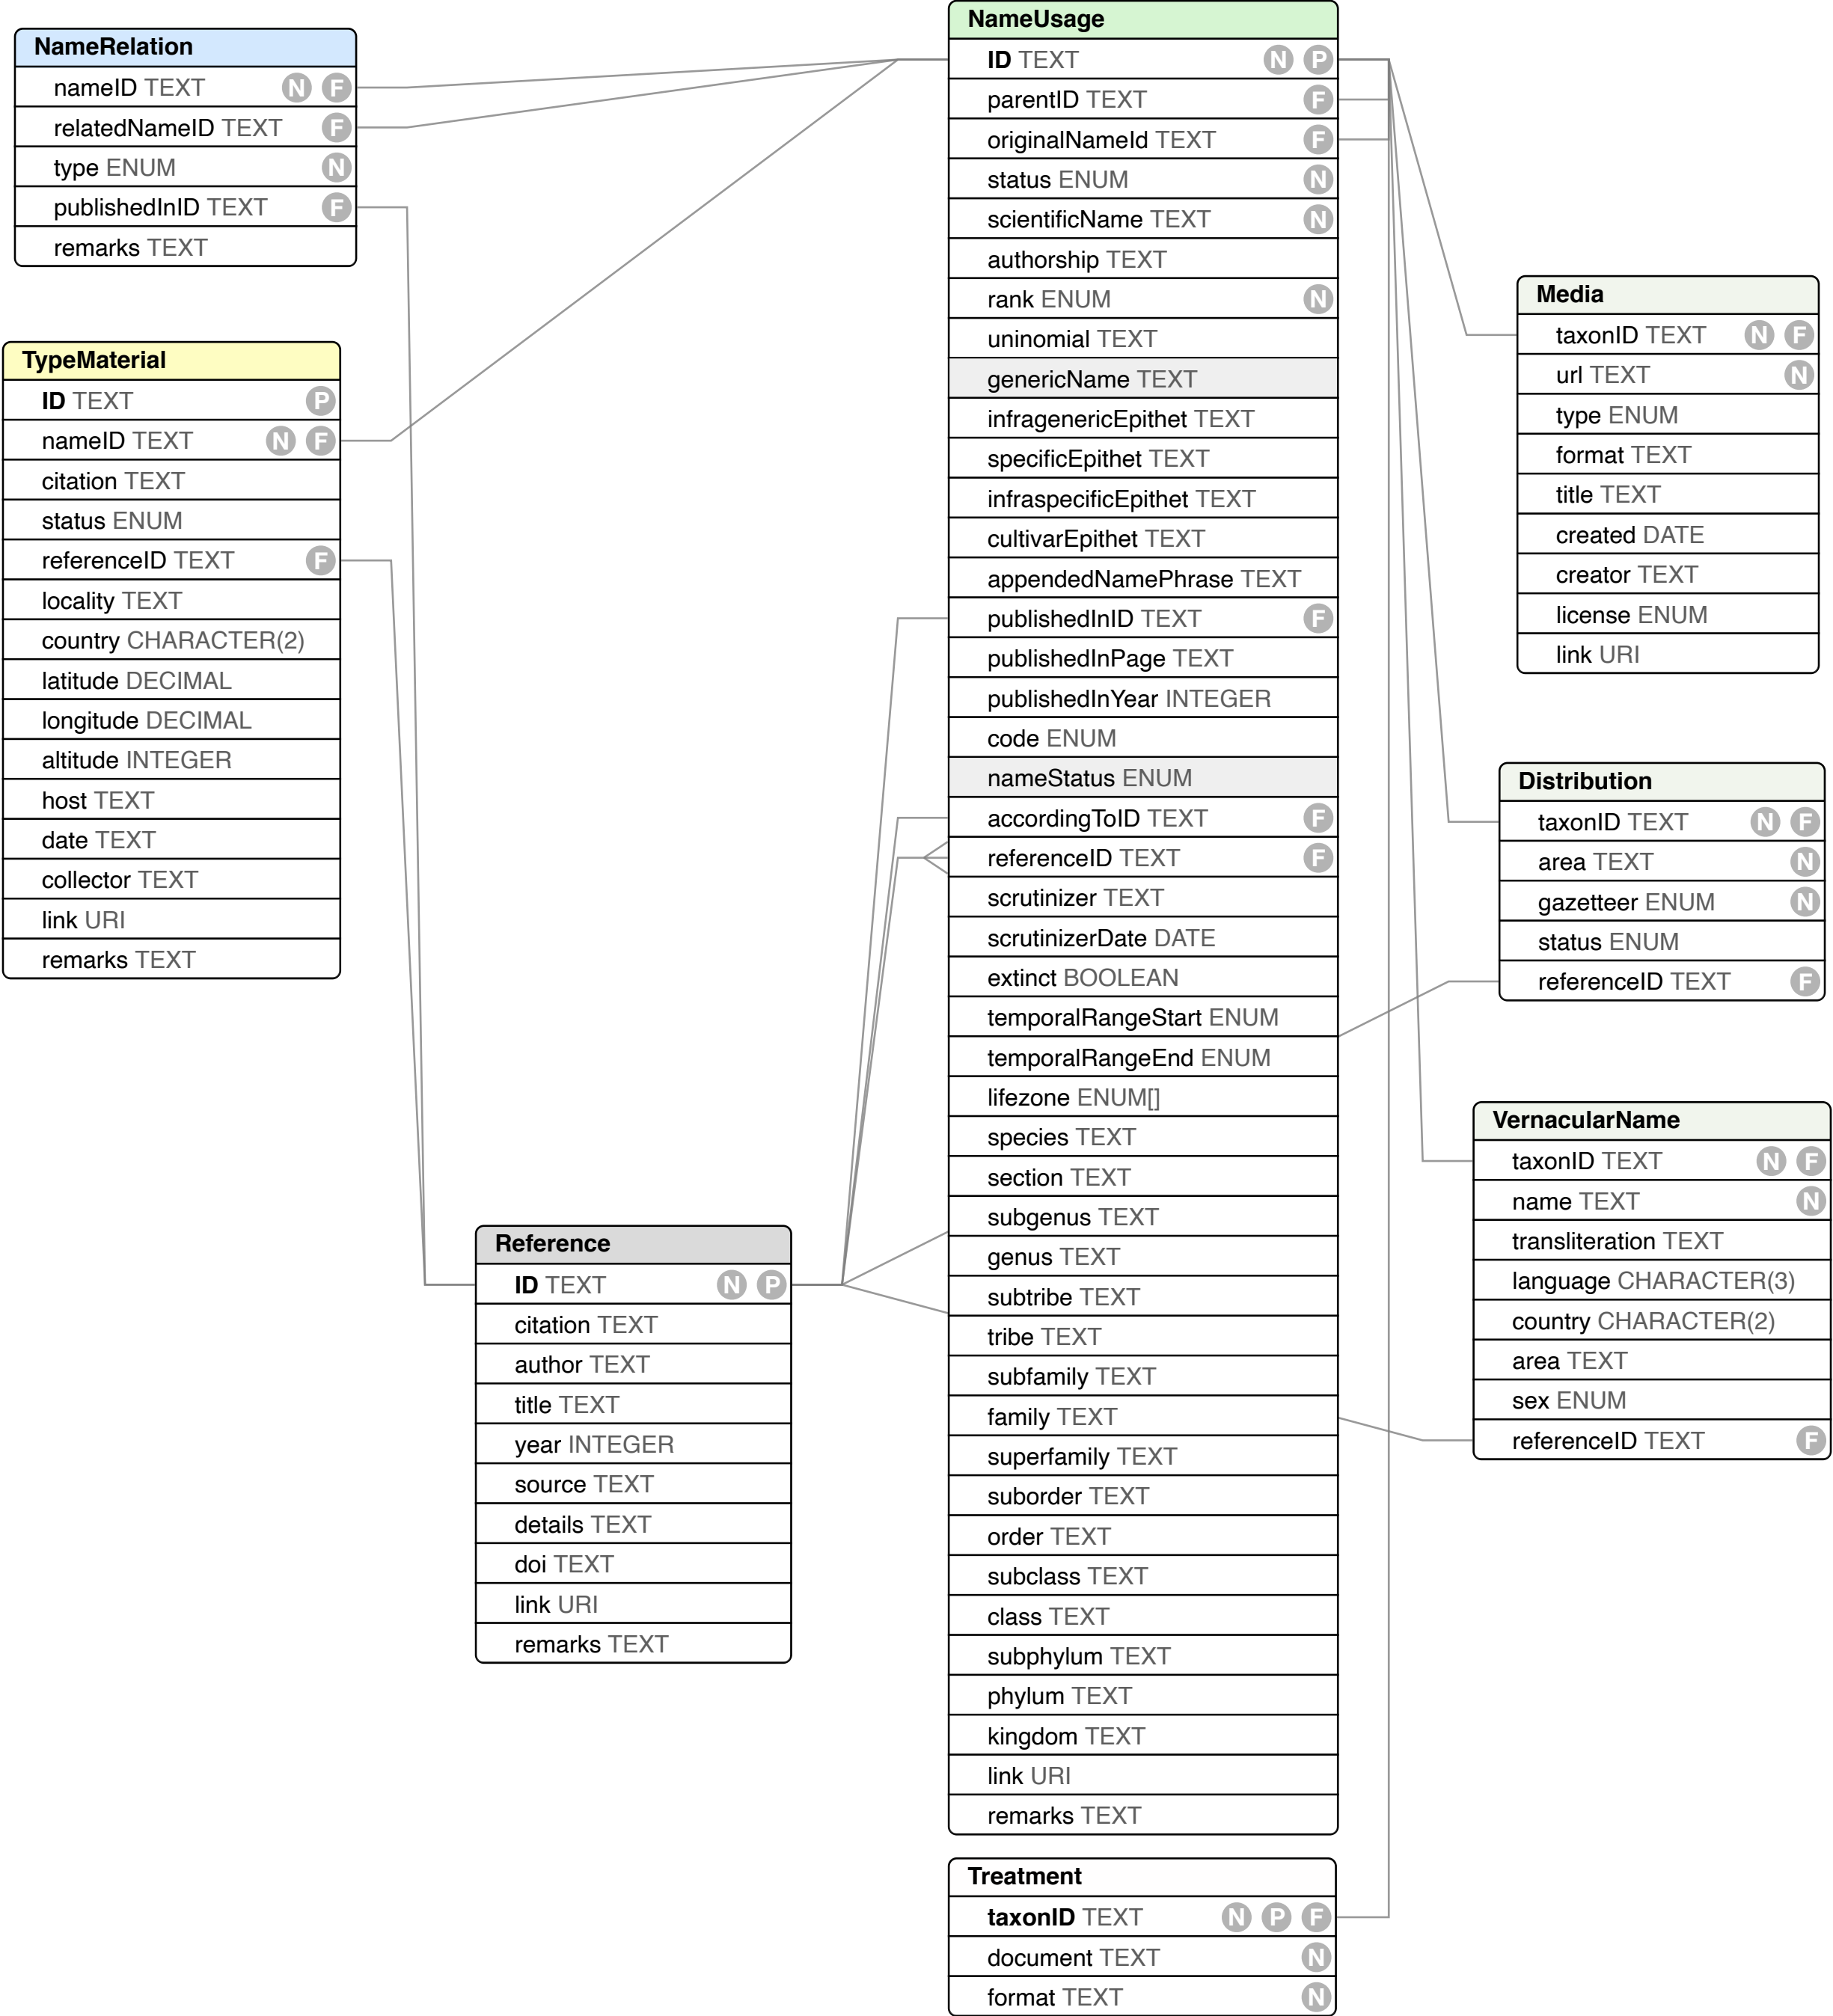 NameRelation
nameID TEXT N F
relatedNameID TEXT F
type ENUM N
publishedInID TEXT F
remarks TEXT
TypeMaterial
ID TEXT P
nameID TEXT N F
citation TEXT
status ENUM
referenceID TEXT F
locality TEXT
country CHARACTER(2)
latitude DECIMAL
longitude DECIMAL
altitude INTEGER
host TEXT
date TEXT
collector TEXT
link URI
remarks TEXT
Reference
ID TEXT N P
citation TEXT
author TEXT
title TEXT
year INTEGER
source TEXT
details TEXT
doi TEXT
link URI
remarks TEXT
NameUsage
ID TEXT N P
parentID TEXT F
originalNameId TEXT F
status ENUM N
scientificName TEXT N
authorship TEXT
rank ENUM N
uninomial TEXT
genericName TEXT
infragenericEpithet TEXT
specificEpithet TEXT
infraspecificEpithet TEXT
cultivarEpithet TEXT
appendedNamePhrase TEXT
publishedInID TEXT F
publishedInPage TEXT
publishedInYear INTEGER
code ENUM
nameStatus ENUM
accordingToID TEXT F
referenceID TEXT F
scrutinizer TEXT
scrutinizerDate DATE
extinct BOOLEAN
temporalRangeStart ENUM
temporalRangeEnd ENUM
lifezone ENUM[]
species TEXT
section TEXT
subgenus TEXT
genus TEXT
subtribe TEXT
tribe TEXT
subfamily TEXT
family TEXT
superfamily TEXT
suborder TEXT
order TEXT
subclass TEXT
class TEXT
subphylum TEXT
phylum TEXT
kingdom TEXT
link URI
remarks TEXT
Treatment
taxonID TEXT N P F
document TEXT N
format TEXT N
Media
taxonID TEXT N F
url TEXT N
type ENUM
format TEXT
title TEXT
created DATE
creator TEXT
license ENUM
link URI
Distribution
taxonID TEXT N F
area TEXT N
gazetteer ENUM N
status ENUM
referenceID TEXT F
VernacularName
taxonID TEXT N F
name TEXT N
transliteration TEXT
language CHARACTER(3)
country CHARACTER(2)
area TEXT
sex ENUM
referenceID TEXT F